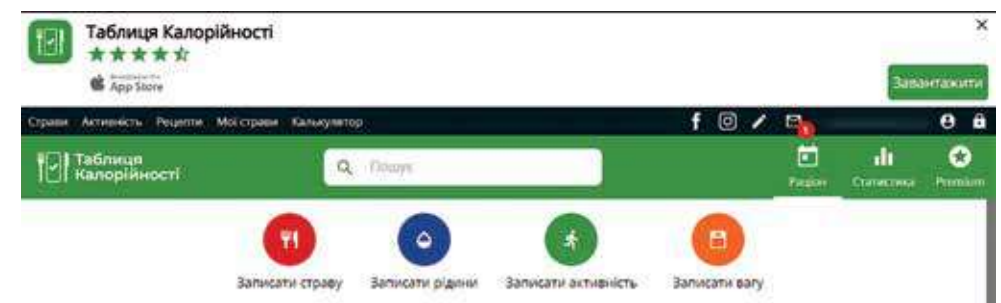 Таблиця Калорійності
App Store
Завантажити
Страви Активність Рецепти Мої страви Калькулятор
1
Таблиця
Калорійності
Пошук
Раціон Статистика Premium
Записати страву Записати рідини Записати активність Записати вагу